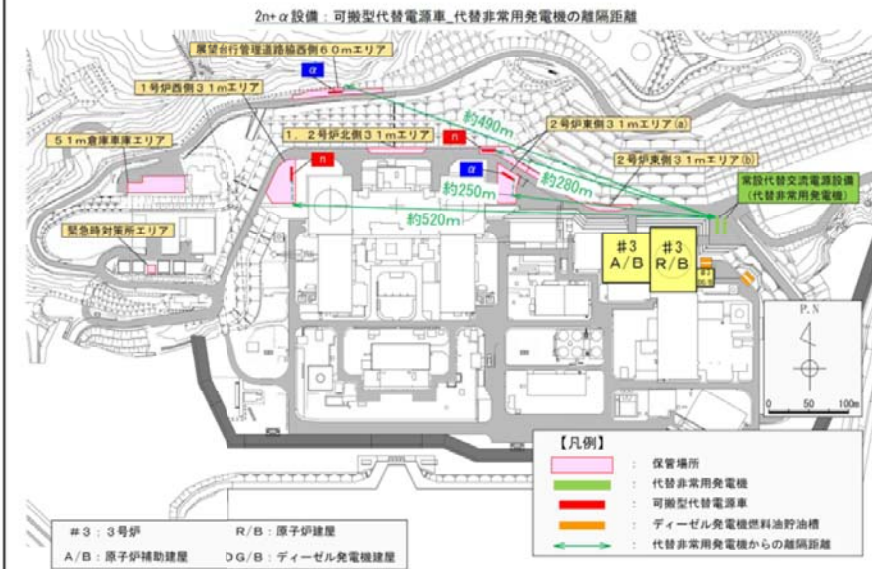 2n+α設備：可搬型代替電源車_代替非常用発電機の離隔距離
展望台行管理道路脇西側60mエリア
α
1号炉西側31mエリア
約490m
1，2号炉北側31mエリア
n
2号炉東側31mエリア(a)
51m倉庫車庫エリア
n
α
約280m
2号炉東側31mエリア(b)
約250m
常設代替交流電源設備
（代替非常用発電機）
約520m
緊急時対策所エリア
#3
A/B
#3
R/B
P.N
0 50 100m
【凡例】
： 保管場所
： 代替非常用発電機
： 可搬型代替電源車
： ディーゼル発電機燃料油貯油槽
： 代替非常用発電機からの離隔距離
#3：3号炉
R/B：原子炉建屋
A/B：原子炉補助建屋
DG/B：ディーゼル発電機建屋